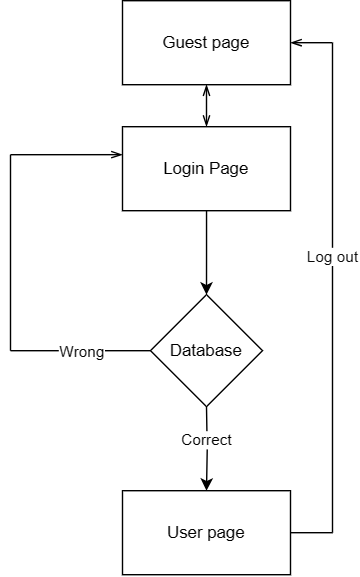 Guest page
Login Page
Log out
Database
Wrong
Correct
User page